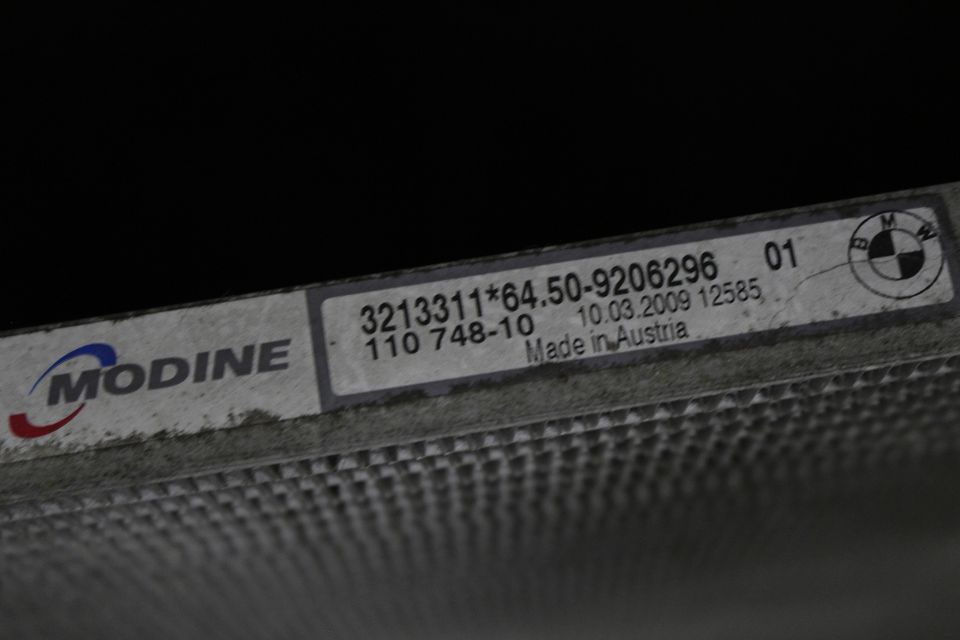 MODINE
3213311*64.50-9206296 01
110 748-10 10.03.2009 12585
Made in Austria
BMW